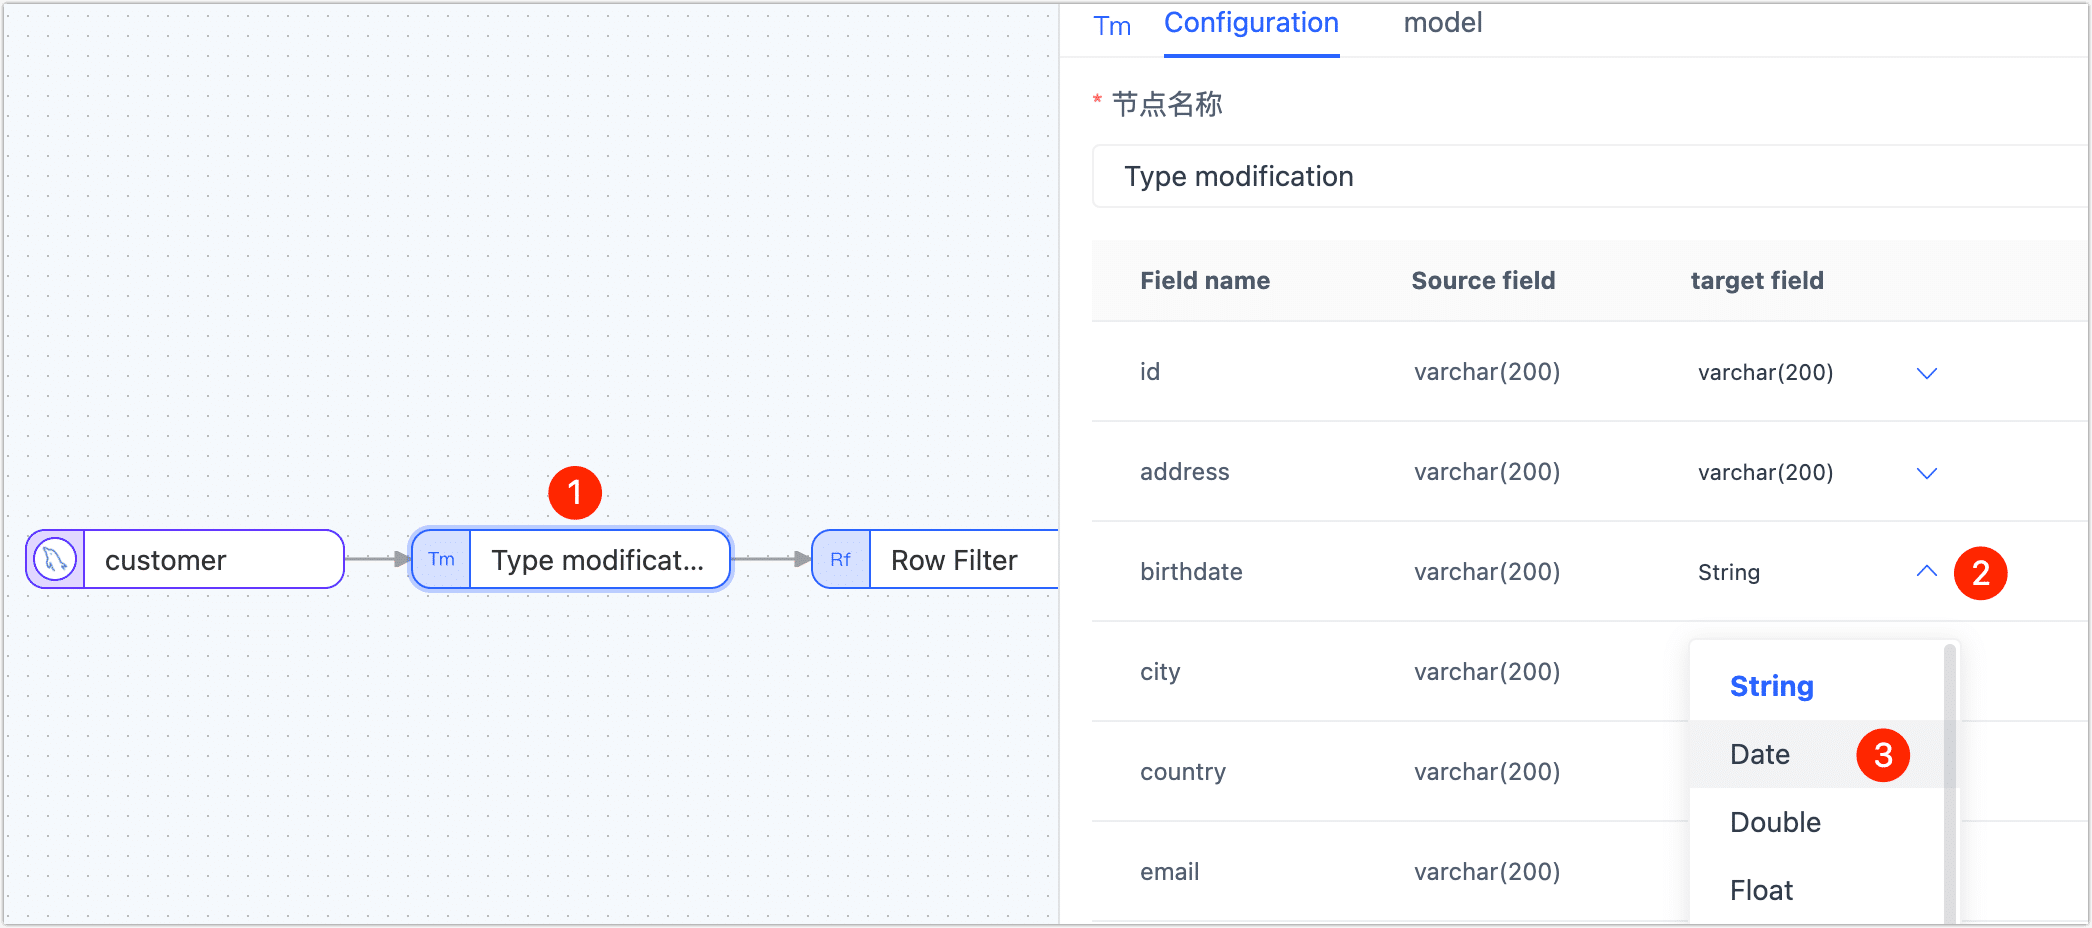 Tm Configuration model
* 节点名称
Type modification
Field name Source field target field
id varchar(200) varchar(200)
address varchar(200) varchar(200)
birthdate varchar(200) String 2
city varchar(200)
country varchar(200)
email varchar(200)
String
Date 3
Double
Float
1
customer
Tm Type modificat...
Rf Row Filter